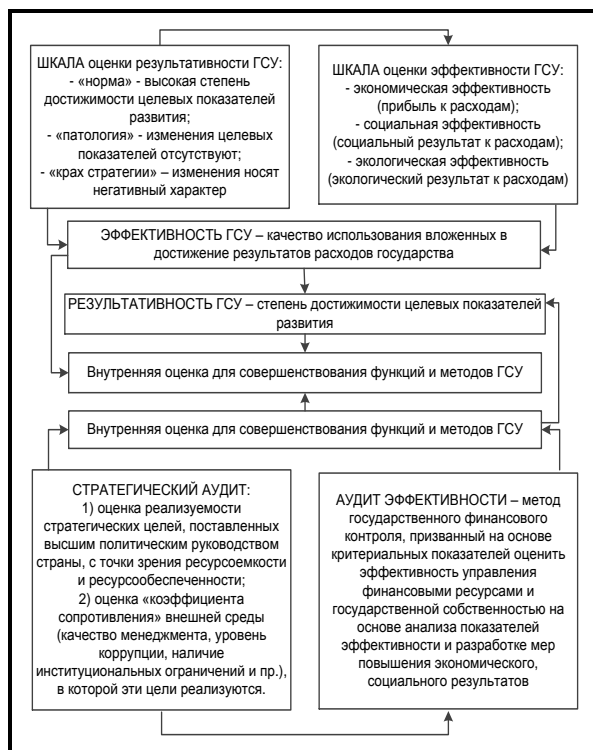 ШКАЛА оценки результативности ГСУ:
- «норма» - высокая степень
достижимости целевых показателей
развития;
- «патология» - изменения целевых
показателей отсутствуют;
- «крах стратегии» – изменения носят
негативный характер
ШКАЛА оценки эффективности ГСУ:
- экономическая эффективность
(прибыль к расходам);
- социальная эффективность
(социальный результат к расходам);
- экологическая эффективность
(экологический результат к расходам)
ЭФФЕКТИВНОСТЬ ГСУ – качество использования вложенных в
достижение результатов расходов государства
РЕЗУЛЬТАТИВНОСТЬ ГСУ – степень достижимости целевых показателей
развития
Внутренняя оценка для совершенствования функций и методов ГСУ
Внутренняя оценка для совершенствования функций и методов ГСУ
СТРАТЕГИЧЕСКИЙ АУДИТ:
1) оценка реализуемости
стратегических целей, поставленных
высшим политическим руководством
страны, с точки зрения ресурсоемкости
и ресурсообеспеченности;
2) оценка «коэффициента
сопротивления» внешней среды
(качество менеджмента, уровень
коррупции, наличие
институциональных ограничений и пр.),
в которой эти цели реализуются.
АУДИТ ЭФФЕКТИВНОСТИ – метод
государственного финансового
контроля, призванный на основе
критериальных показателей оценить
эффективность управления
финансовыми ресурсами и
государственной собственностью на
основе анализа показателей
эффективности и разработке мер
повышения экономического,
социального результатов